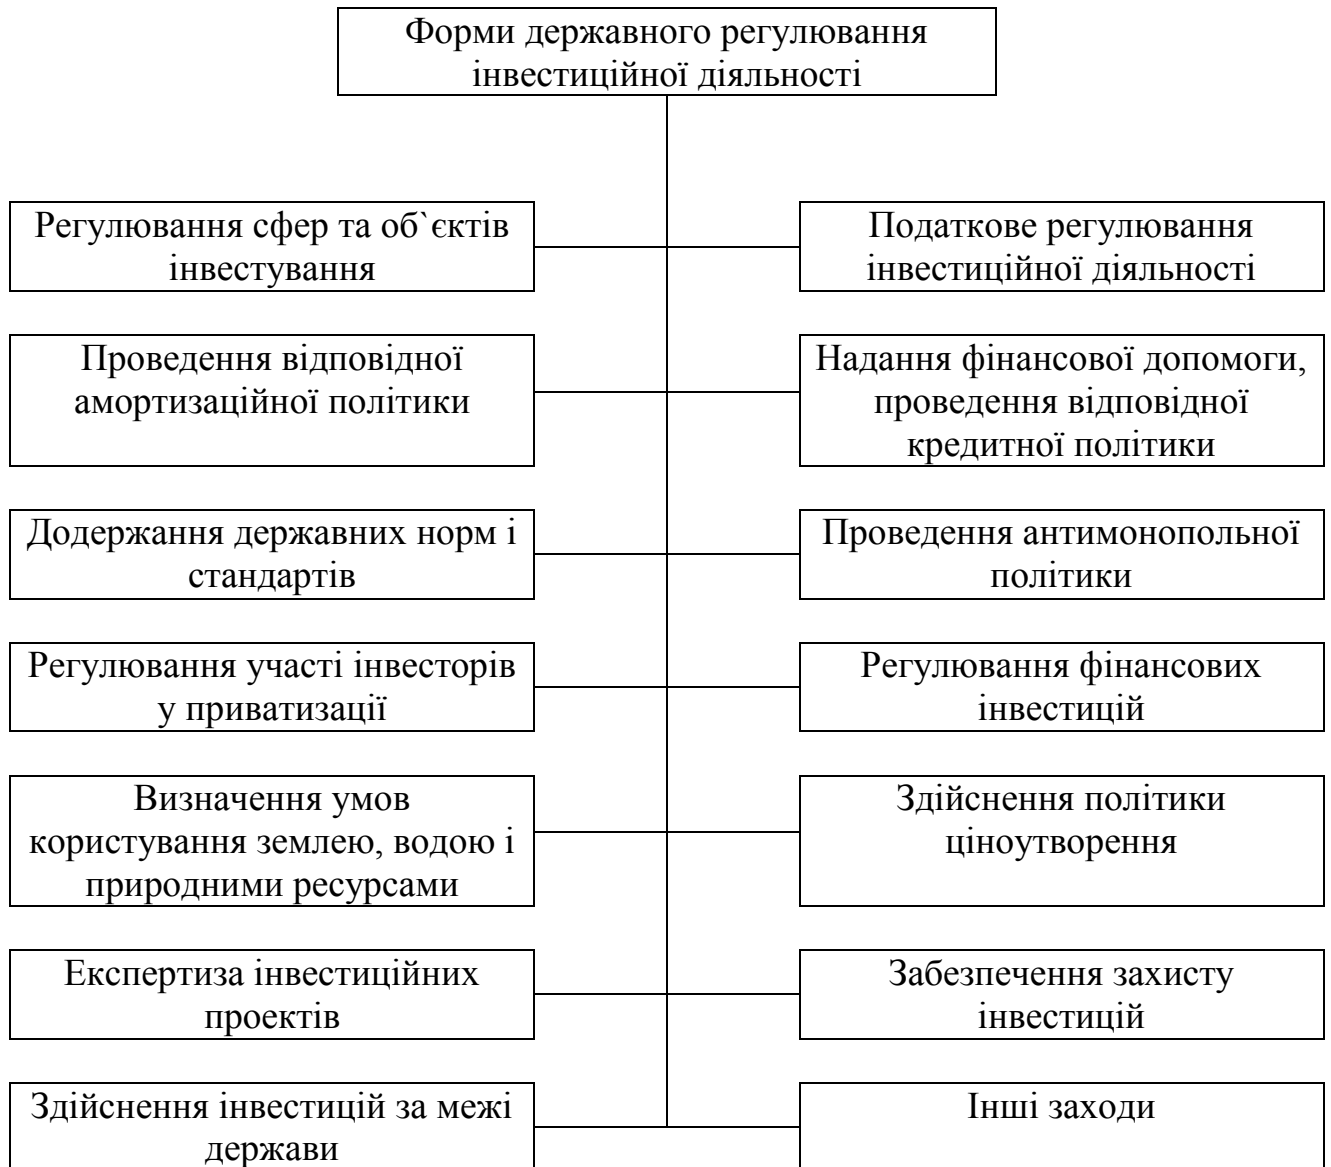 Форми державного регулювання
інвестиційної діяльності
Регулювання сфер та об`єктів
інвестування
Податкове регулювання
інвестиційної діяльності
Проведення відповідної
амортизаційної політики
Надання фінансової допомоги,
проведення відповідної
кредитної політики
Додержання державних норм і
стандартів
Проведення антимонопольної
політики
Регулювання участі інвесторів
у приватизації
Регулювання фінансових
інвестицій
Визначення умов
користування землею, водою і
природними ресурсами
Здійснення політики
ціноутворення
Експертиза інвестиційних
проектів
Забезпечення захисту
інвестицій
Здійснення інвестицій за межі
держави
Інші заходи